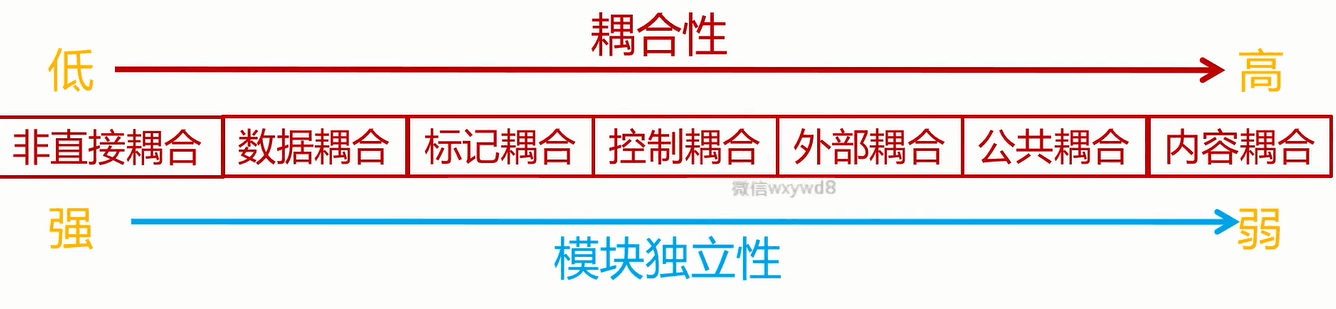 耦合性
低 高
非直接耦合 数据耦合 标记耦合 控制耦合 外部耦合 公共耦合 内容耦合
微信wxywd8
强 弱
模块独立性